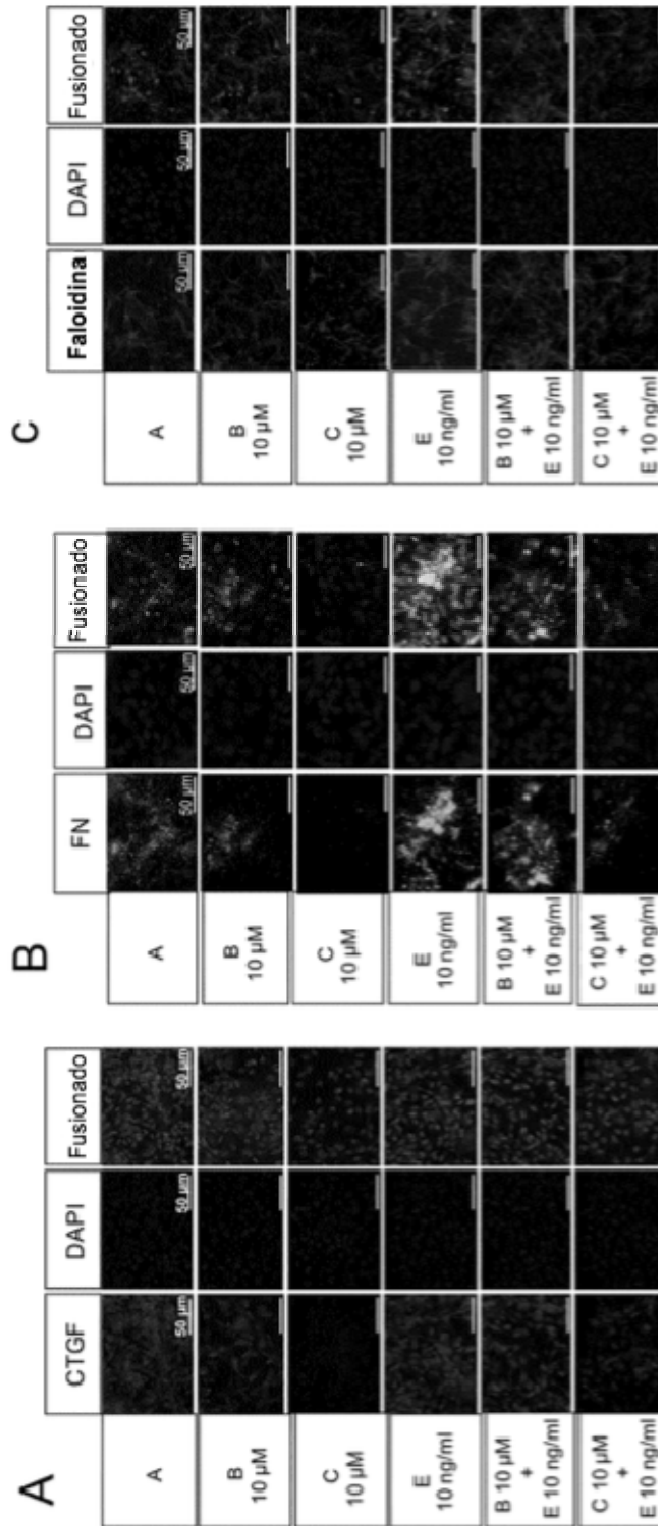 A
CTGF DAPI Fusionado
A
50 µm 50 µm 50 µm
B
10 µM
C
10 µM
E
10 ng/ml
B 10 µM
+
E 10 ng/ml
C 10 µM
+
E 10 ng/ml
B
FN DAPI Fusionado
A
50 µm 50 µm 50 µm
B
10 µM
C
10 µM
E
10 ng/ml
B 10 µM
+
E 10 ng/ml
C 10 µM
+
E 10 ng/ml
C
Faloidina DAPI Fusionado
A
50 µm 50 µm 50 µm
B
10 µM
C
10 µM
E
10 ng/ml
B 10 µM
+
E 10 ng/ml
C 10 µM
+
E 10 ng/ml